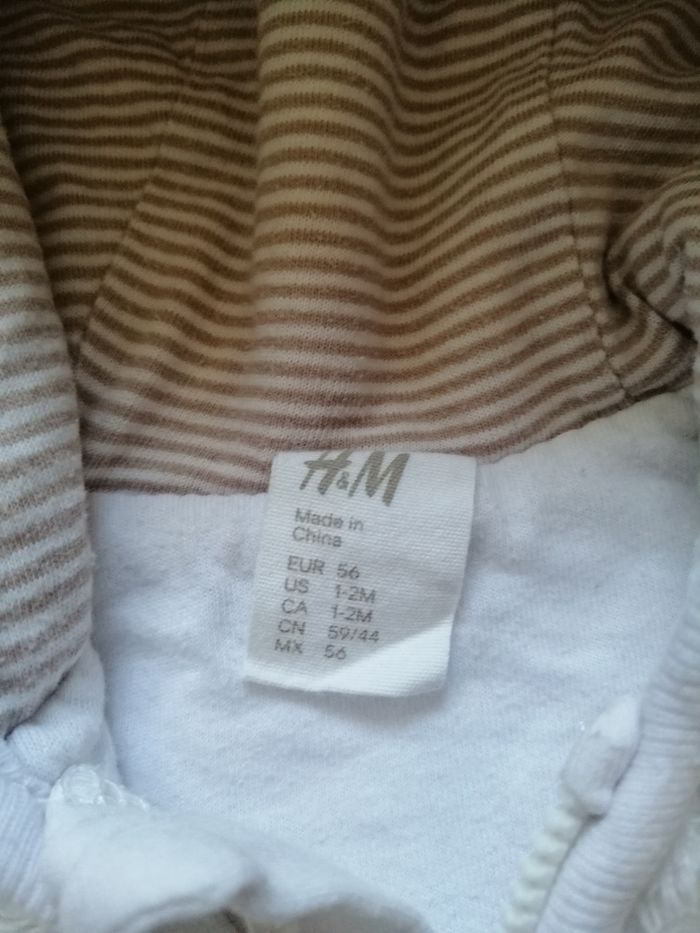 H&M
Made in
China
EUR 56
US 1-2M
CA 1-2M
CN 59/44
MX 56